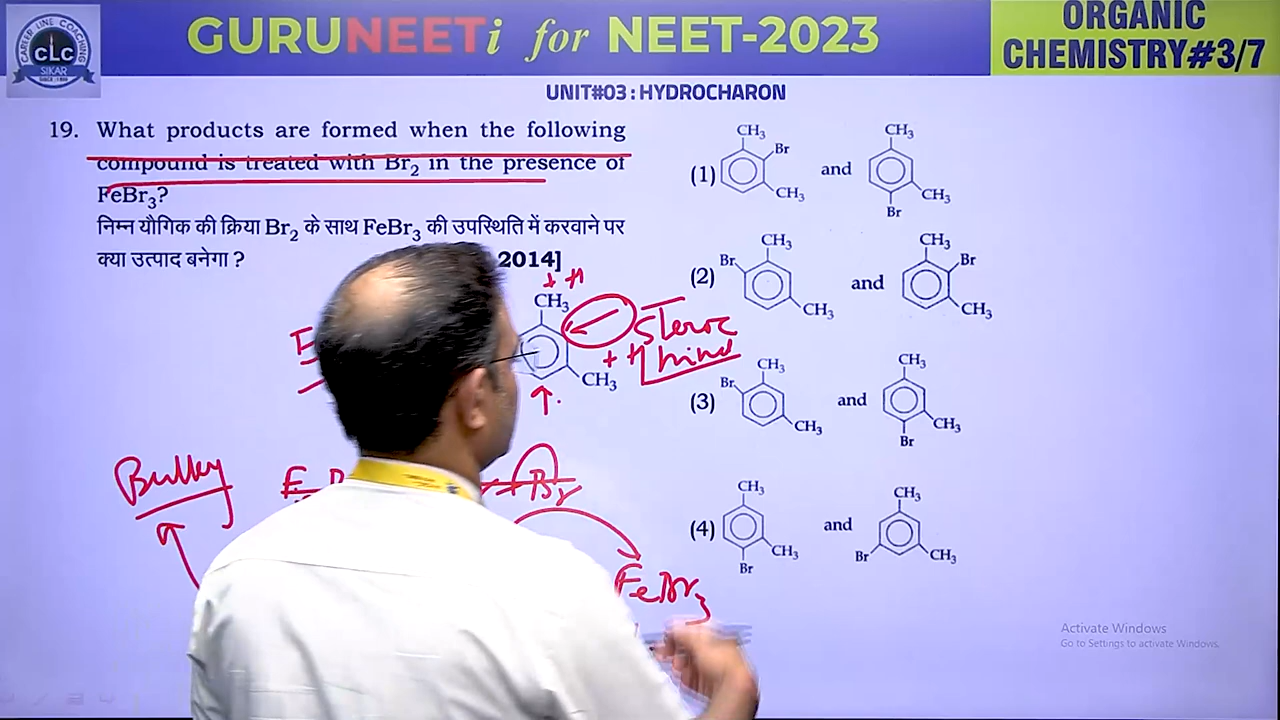 CAREER LINE COACHING
CLC
SIKAR
SINCE : 1996
GURUNEETi for NEET-2023
ORGANIC
CHEMISTRY#3/7
UNIT#03 : HYDROCHARON
19. What products are formed when the following
compound is treated with Br2 in the presence of
FeBr3?
निम्न यौगिक की क्रिया Br2 के साथ FeBr3 की उपस्थिति में करवाने पर
क्या उत्पाद बनेगा ?
2014]
+H
CH3
Steric
+H hind
CH3
Bulky
Br
FeBr3
(1) CH3 Br CH3 and CH3 CH3 Br
(2) Br CH3 CH3 and CH3 Br CH3
(3) Br CH3 CH3 and CH3 CH3 Br
(4) CH3 CH3 Br and CH3 Br CH3
Activate Windows
Go to Settings to activate Windows.